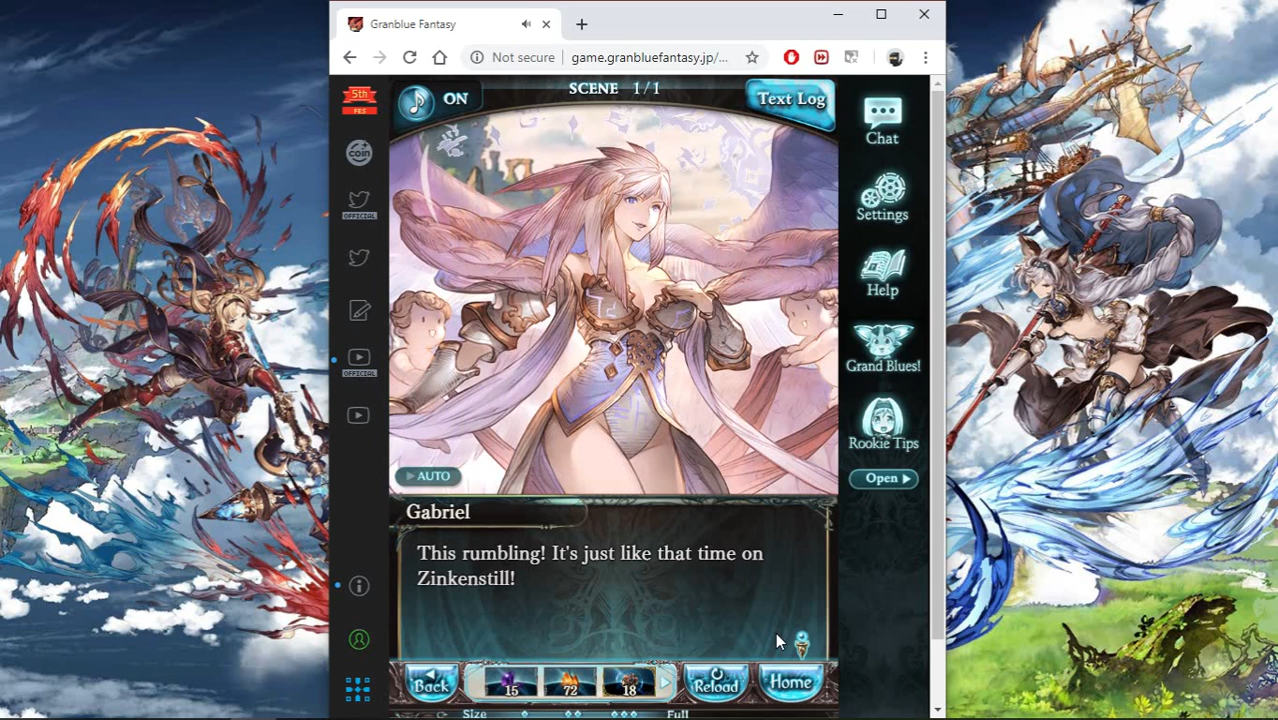 Granblue Fantasy
Not secure
game.granbluefantasy.jp/...
5th
FES
COIN
OFFICIAL
OFFICIAL
ON
SCENE 1/1
Text Log
Chat
Settings
Help
Grand Blues!
Rookie Tips
Open
AUTO
Gabriel
This rumbling! It's just like that time on
Zinkenstill!
Back
15
72
18
Reload
Home
Size
Full